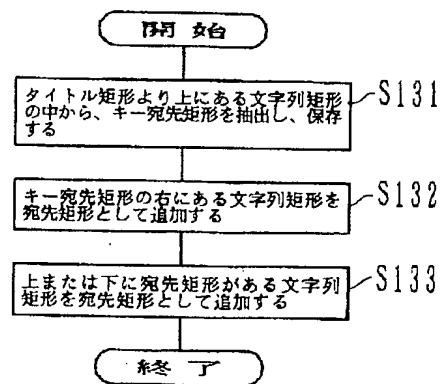 開始
タイトル矩形より上にある文字列矩形
の中から、キー宛先矩形を抽出し、保存
する
S131
キー宛先矩形の右にある文字列矩形を
宛先矩形として追加する
S132
上または下に宛先矩形がある文字列
矩形を宛先矩形として追加する
S133
終了